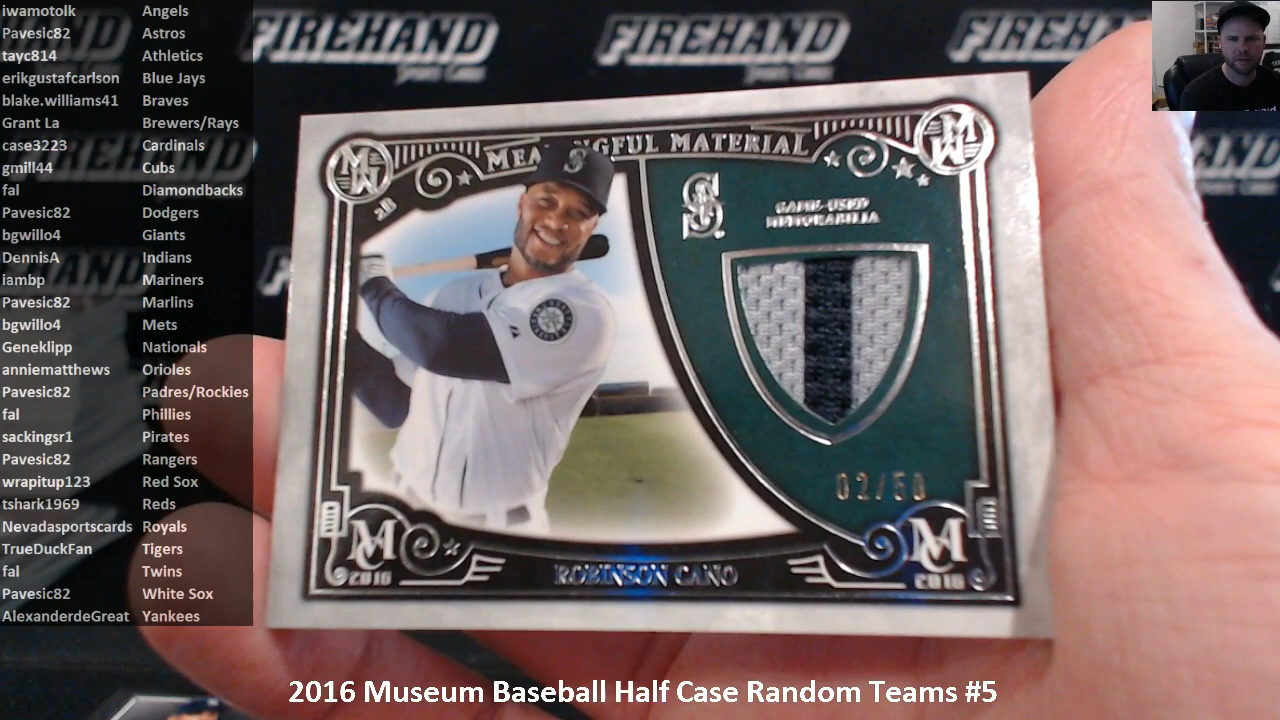 iwamotolk Angels
Pavesic82 Astros
tayc814 Athletics
erikgustafcarlson Blue Jays
blake.williams41 Braves
Grant La Brewers/Rays
case3223 Cardinals
gmill44 Cubs
fal Diamondbacks
Pavesic82 Dodgers
bgwillo4 Giants
DennisA Indians
iambp Mariners
Pavesic82 Marlins
bgwillo4 Mets
Geneklipp Nationals
anniematthews Orioles
Pavesic82 Padres/Rockies
fal Phillies
sackingsr1 Pirates
Pavesic82 Rangers
wrapitup123 Red Sox
tshark1969 Reds
Nevadasportscards Royals
TrueDuckFan Tigers
fal Twins
Pavesic82 White Sox
AlexanderdeGreat Yankees
FIREHAND FIREHAND FIREHAND
MATERIAL
GAME-USED
MEMORABILIA
02/50
2016 2016
ROBINSON CANO
2016 Museum Baseball Half Case Random Teams #5